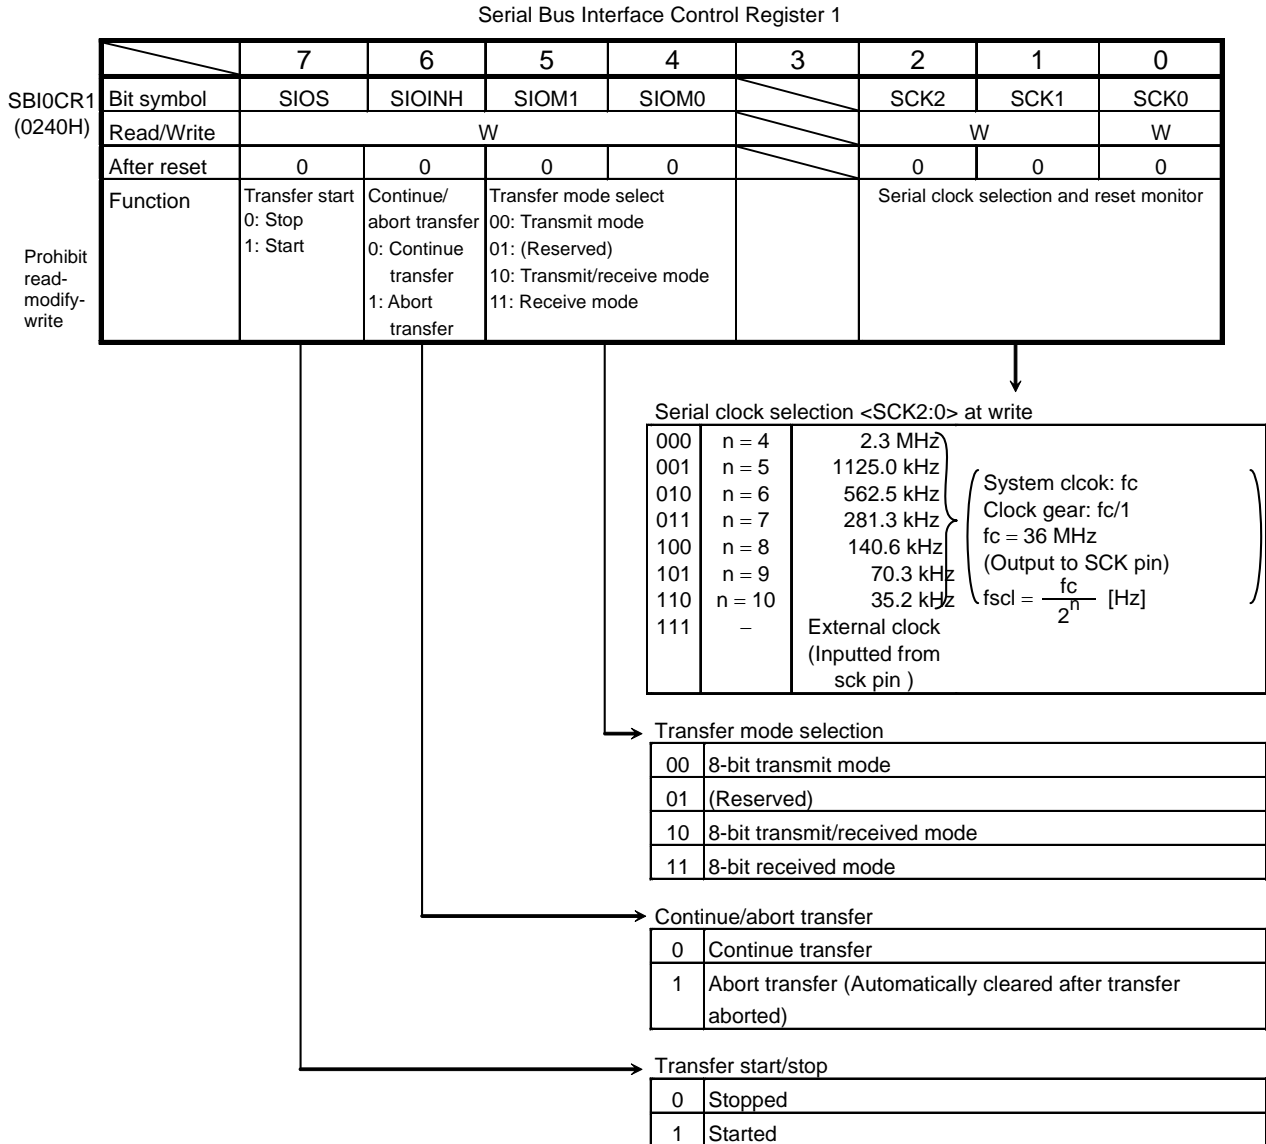 Serial Bus Interface Control Register 1
7 6 5 4 3 2 1 0
SBI0CR1
(0240H)
Bit symbol SIOS SIOINH SIOM1 SIOM0 SCK2 SCK1 SCK0
Read/Write W W W
After reset 0 0 0 0 0 0 0
Prohibit
read-
modify-
write
Function
Transfer start
0: Stop
1: Start
Continue/
abort transfer
0: Continue
transfer
1: Abort
transfer
Transfer mode select
00: Transmit mode
01: (Reserved)
10: Transmit/receive mode
11: Receive mode
Serial clock selection and reset monitor
Serial clock selection <SCK2:0> at write
000 n = 4 2.3 MHz
001 n = 5 1125.0 kHz
010 n = 6 562.5 kHz
011 n = 7 281.3 kHz
100 n = 8 140.6 kHz
101 n = 9 70.3 kHz
110 n = 10 35.2 kHz
111 − External clock
(Inputted from
sck pin )
System clcok: fc
Clock gear: fc/1
fc = 36 MHz
(Output to SCK pin)
fscl = fc / 2^n [Hz]
Transfer mode selection
00 8-bit transmit mode
01 (Reserved)
10 8-bit transmit/received mode
11 8-bit received mode
Continue/abort transfer
0 Continue transfer
1 Abort transfer (Automatically cleared after transfer
aborted)
Transfer start/stop
0 Stopped
1 Started